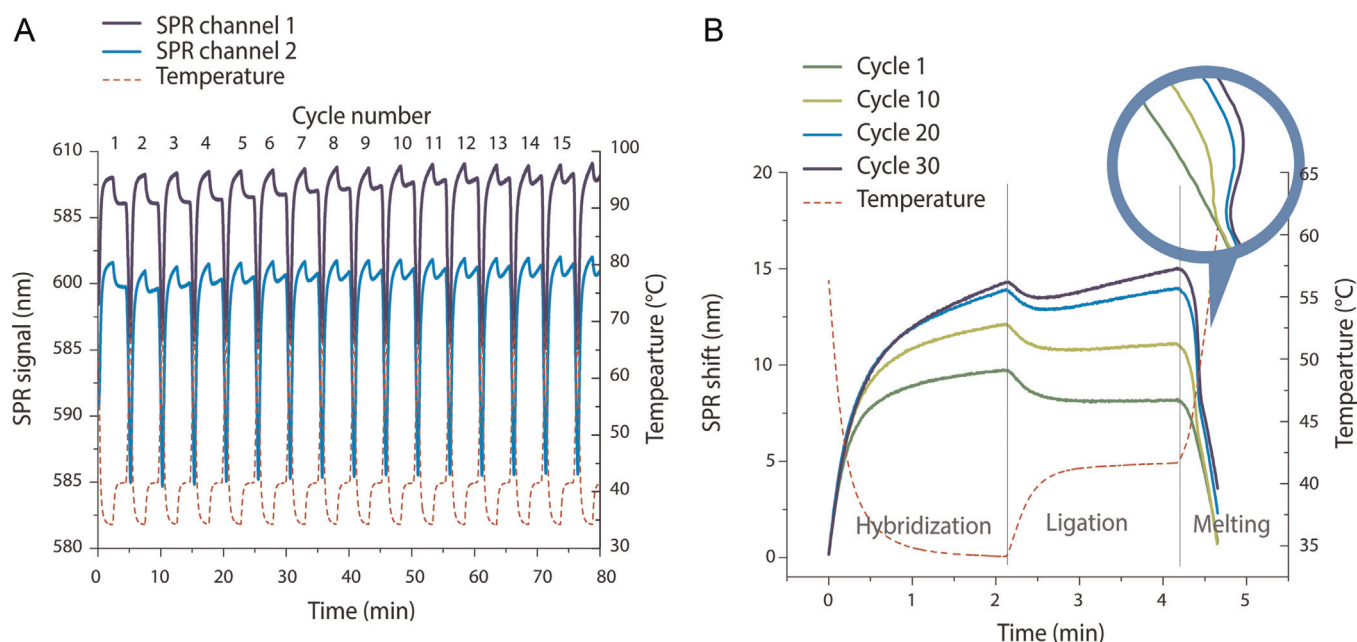 A
SPR channel 1
SPR channel 2
Temperature
Cycle number
1 2 3 4 5 6 7 8 9 10 11 12 13 14 15
610
585
605
585
600
585
590
585
580
SPR signal (nm)
100
90
80
70
60
50
40
30
Tempearture (°C)
0 10 20 30 40 50 60 70 80
Time (min)
B
Cycle 1
Cycle 10
Cycle 20
Cycle 30
Temperature
20
15
10
5
0
SPR shift (nm)
65
60
55
50
45
40
35
Tempearture (°C)
Hybridization Ligation Melting
0 1 2 3 4 5
Time (min)